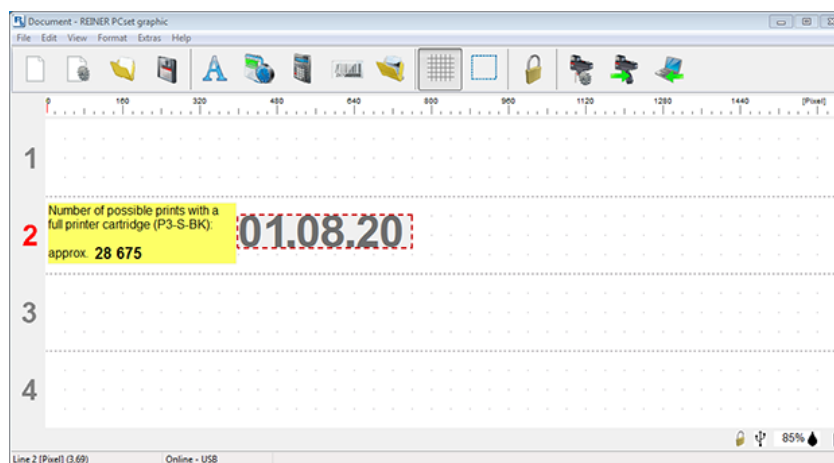 Document - REINER PCset graphic
File Edit View Format Extras Help
0 160 320 480 640 800 960 1120 1280 1440 [Pixel]
1
Number of possible prints with a
full printer cartridge (P3-S-BK):
approx. 28 675
2
01.08.20
3
4
85%
Line 2 [Pixel] (3,69) Online - USB